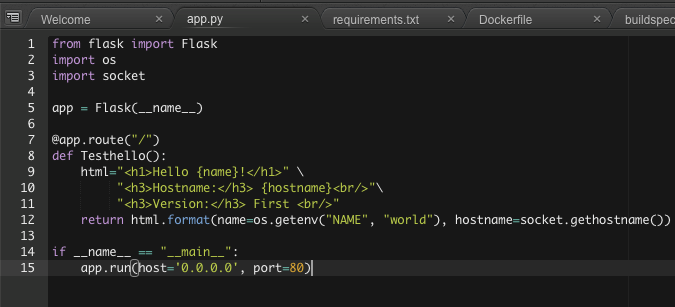 Welcome app.py requirements.txt Dockerfile buildspec
1 from flask import Flask
2 import os
3 import socket
4
5 app = Flask(__name__)
6
7 @app.route("/")
8 def Testhello():
9     html="<h1>Hello {name}!</h1>" \
10          "<h3>Hostname:</h3> {hostname}<br/>"\
11          "<h3>Version:</h3> First <br/>"
12     return html.format(name=os.getenv("NAME", "world"), hostname=socket.gethostname())
13
14 if __name__ == "__main__":
15     app.run(host='0.0.0.0', port=80)